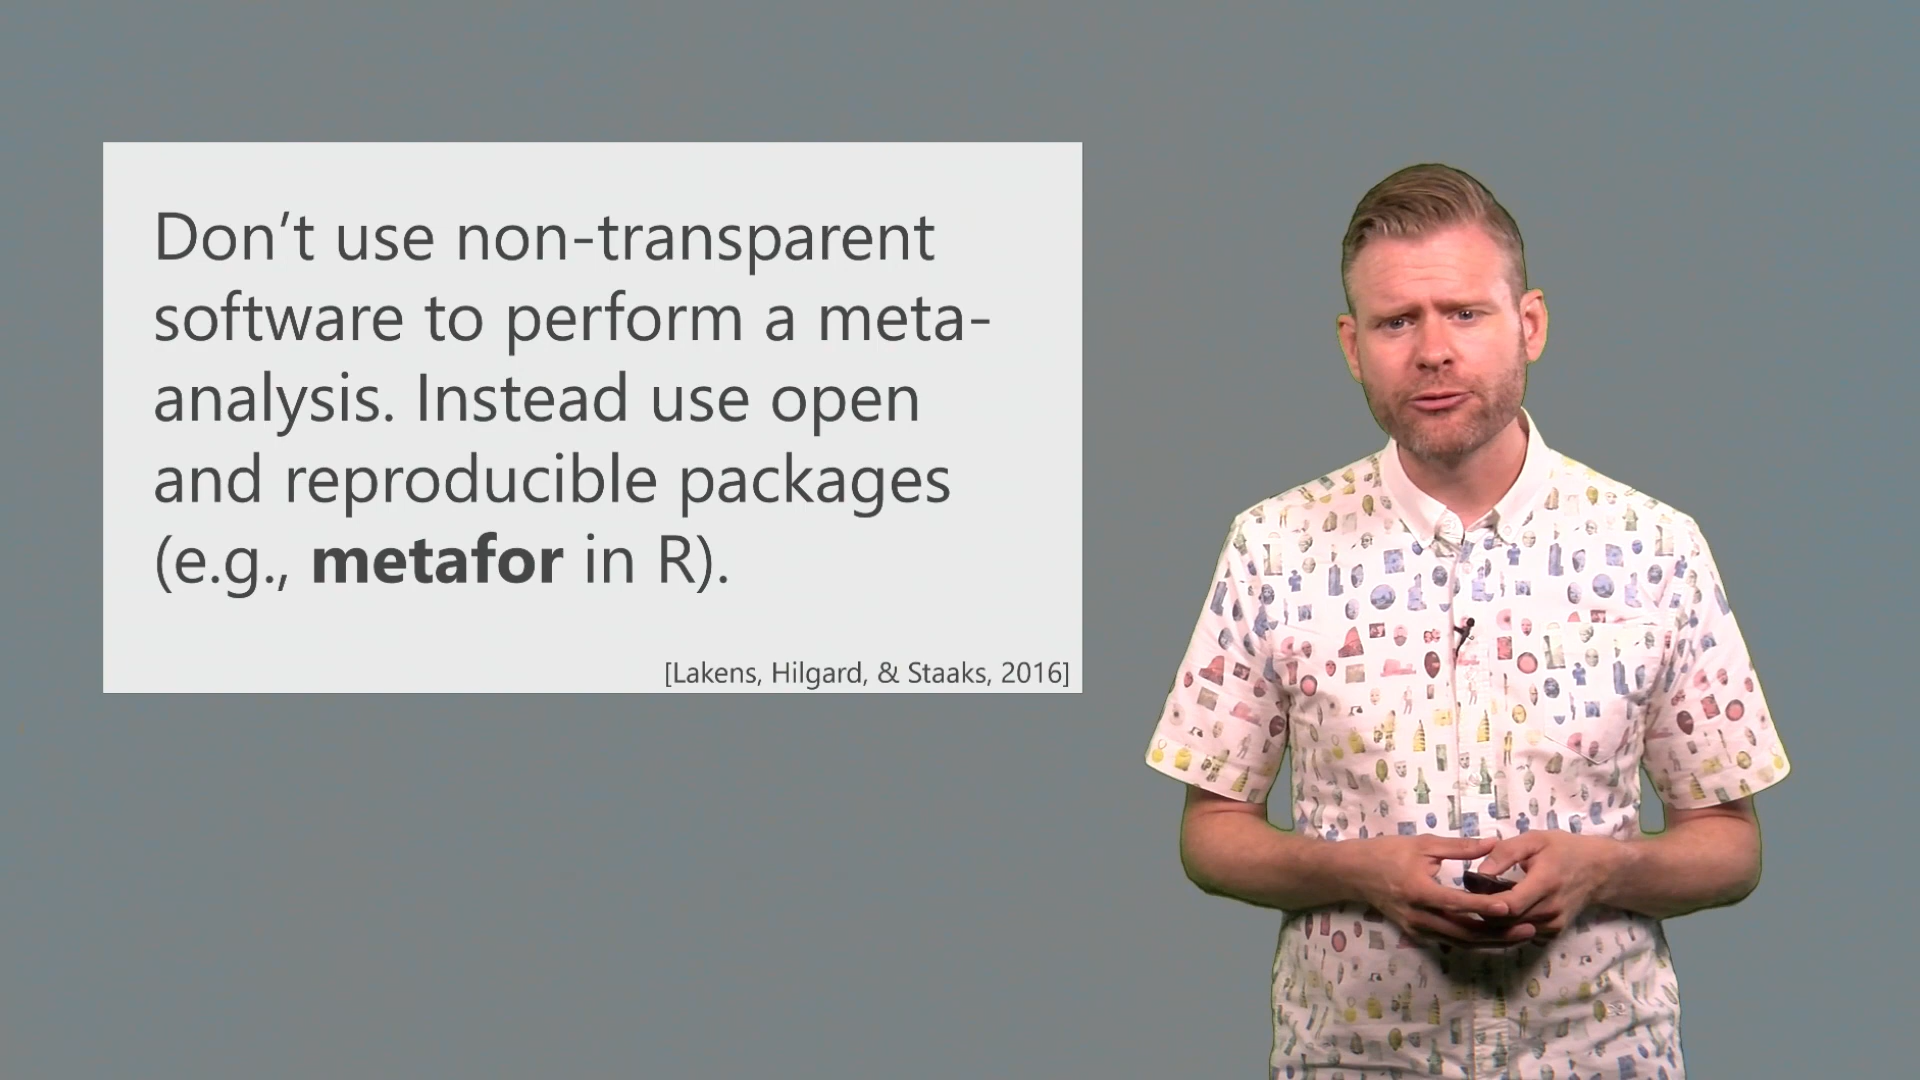 Don’t use non-transparent
software to perform a meta-
analysis. Instead use open
and reproducible packages
(e.g., metafor in R).
[Lakens, Hilgard, & Staaks, 2016]